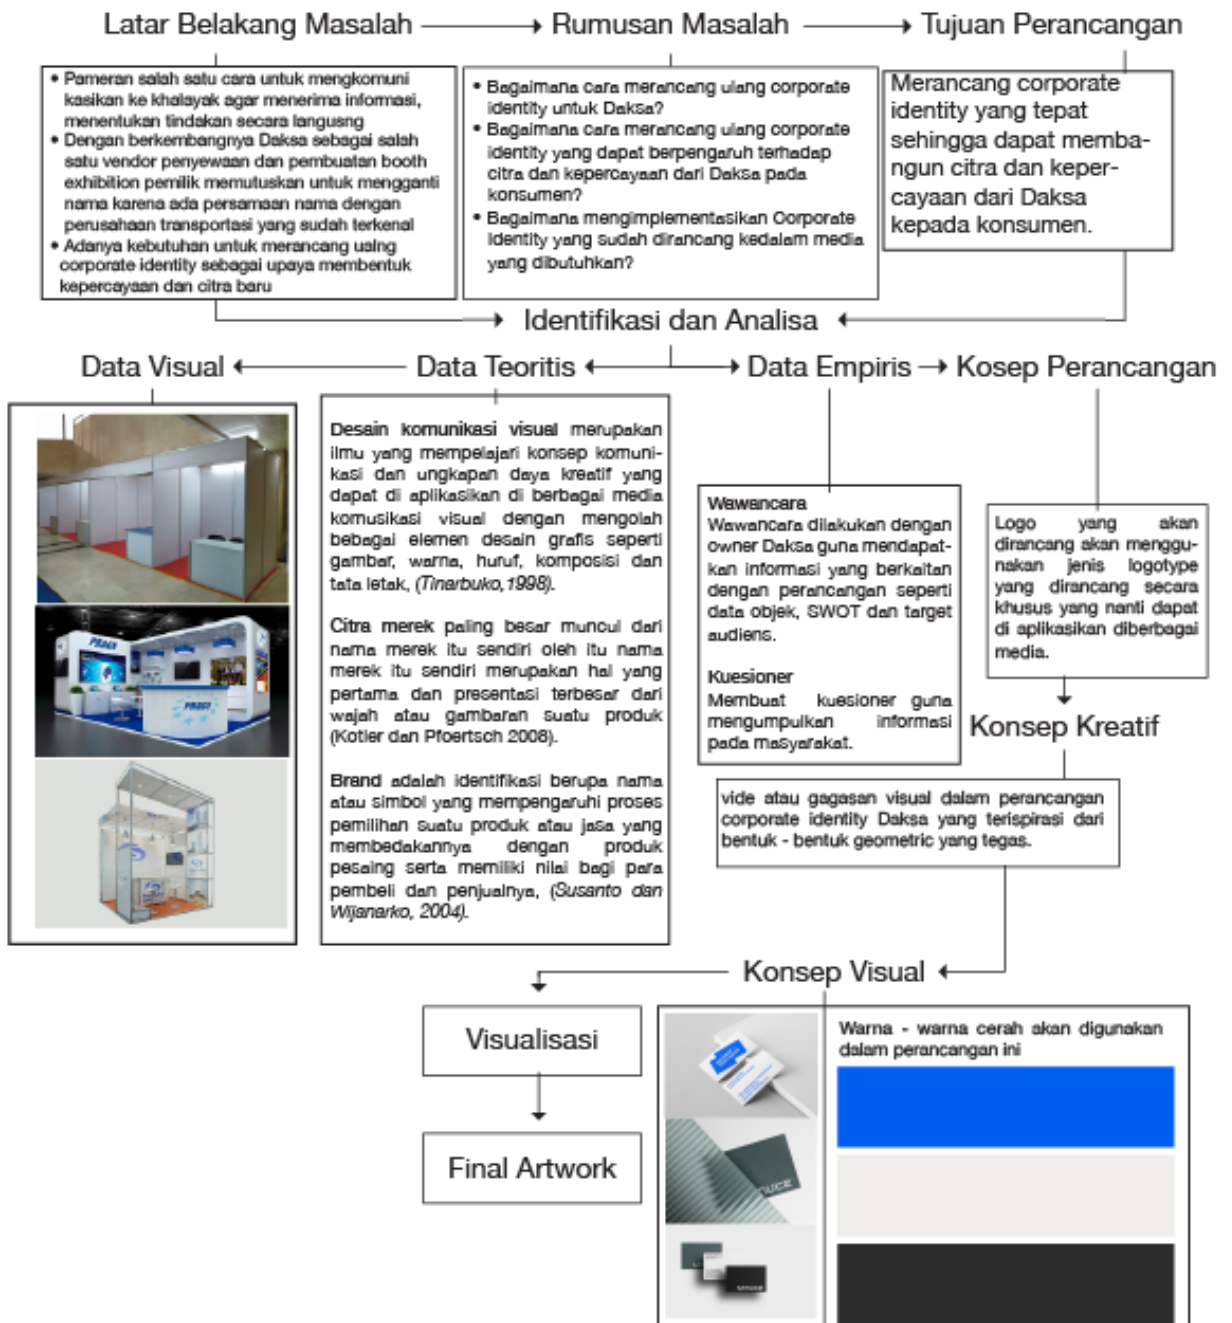 Latar Belakang Masalah
Rumusan Masalah
Tujuan Perancangan
• Pameran salah satu cara untuk mengkomuni
kasikan ke khalayak agar menerima informasi,
menentukan tindakan secara langusng
• Dengan berkembangnya Daksa sebagai salah
satu vendor penyewaan dan pembuatan booth
exhibition pemilik memutuskan untuk mengganti
nama karena ada persamaan nama dengan
perusahaan transportasi yang sudah terkenal
• Adanya kebutuhan untuk merancang ualng
corporate identity sebagai upaya membentuk
kepercayaan dan citra baru
• Bagaimana cara merancang ulang corporate
identity untuk Daksa?
• Bagaimana cara merancang ulang corporate
identity yang dapat berpengaruh terhadap
citra dan kepercayaan dari Daksa pada
konsumen?
• Bagaimana mengimplementasikan Corporate
Identity yang sudah dirancang kedalam media
yang dibutuhkan?
Merancang corporate
identity yang tepat
sehingga dapat memba-
ngun citra dan keper-
cayaan dari Daksa
kepada konsumen.
Identifikasi dan Analisa
Data Visual
Data Teoritis
Data Empiris
Kosep Perancangan
Desain komunikasi visual merupakan
ilmu yang mempelajari konsep komuni-
kasi dan ungkapan daya kreatif yang
dapat di aplikasikan di berbagai media
komusikasi visual dengan mengolah
bebagai elemen desain grafis seperti
gambar, warna, huruf, komposisi dan
tata letak, (Tinarbuko,1998).
Citra merek paling besar muncul dari
nama merek itu sendiri oleh itu nama
merek itu sendiri merupakan hal yang
pertama dan presentasi terbesar dari
wajah atau gambaran suatu produk
(Kotler dan Pfoertsch 2008).
Brand adalah identifikasi berupa nama
atau simbol yang mempengaruhi proses
pemilihan suatu produk atau jasa yang
membedakannya dengan produk
pesaing serta memiliki nilai bagi para
pembeli dan penjualnya, (Susanto dan
Wijanarko, 2004).
Wawancara
Wawancara dilakukan dengan
owner Daksa guna mendapat-
kan informasi yang berkaitan
dengan perancangan seperti
data objek, SWOT dan target
audiens.
Kuesioner
Membuat kuesioner guna
mengumpulkan informasi
pada masyarakat.
Logo yang akan
dirancang akan menggu-
nakan jenis logotype
yang dirancang secara
khusus yang nanti dapat
di aplikasikan diberbagai
media.
Konsep Kreatif
vide atau gagasan visual dalam perancangan
corporate identity Daksa yang terispirasi dari
bentuk - bentuk geometric yang tegas.
Konsep Visual
Visualisasi
Final Artwork
Warna - warna cerah akan digunakan
dalam perancangan ini